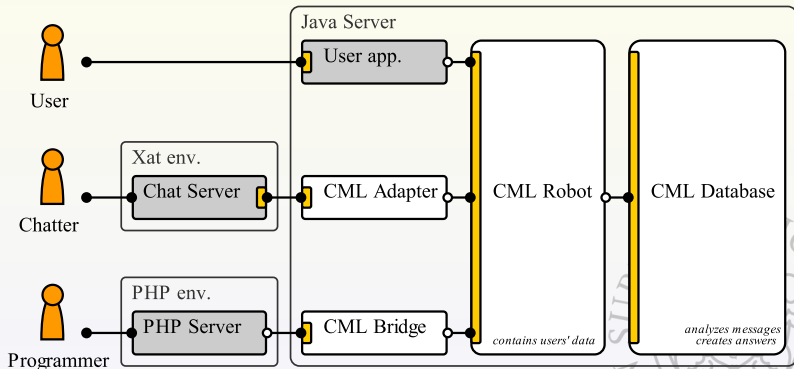 Java Server
User app.
User
Xat env.
Chat Server
CML Adapter
CML Robot
CML Database
Chatter
PHP env.
PHP Server
CML Bridge
contains users' data
analyzes messages
creates answers
Programmer
SUP